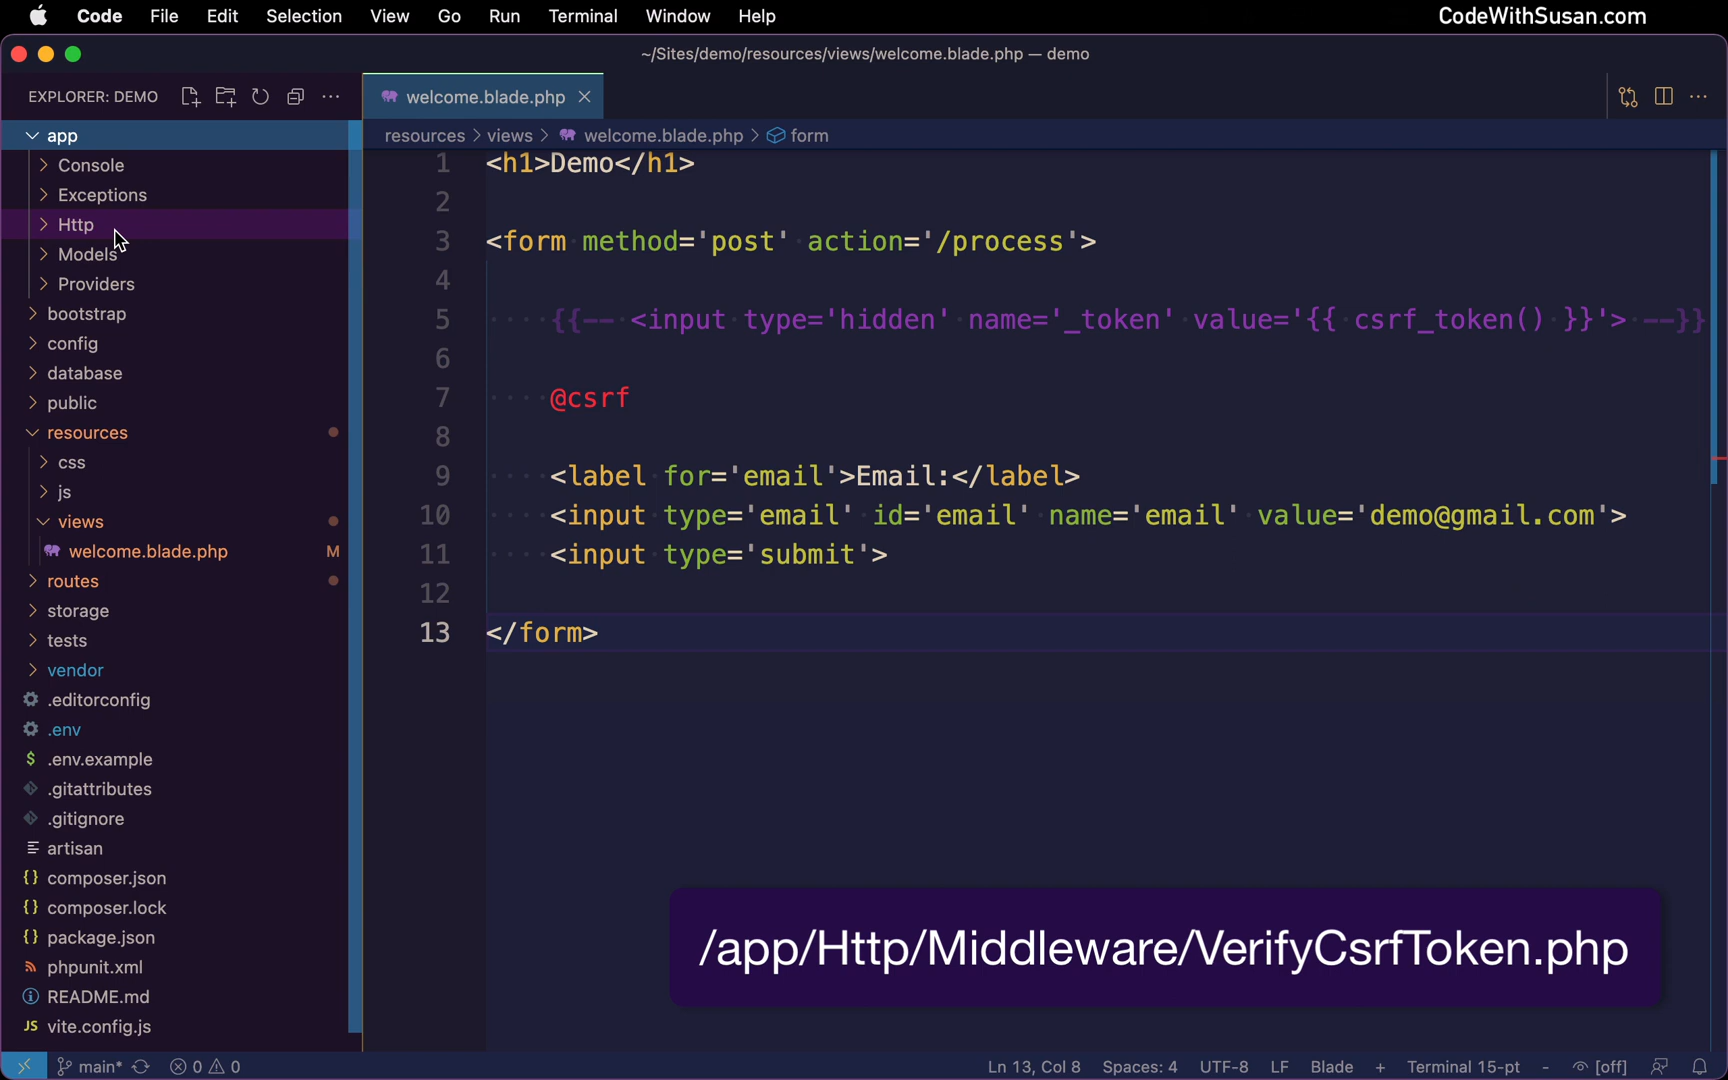 Code File Edit Selection View Go Run Terminal Window Help
CodeWithSusan.com
~/Sites/demo/resources/views/welcome.blade.php — demo
EXPLORER: DEMO
app
Console
Exceptions
Http
Models
Providers
bootstrap
config
database
public
resources
css
js
views
welcome.blade.php M
routes
storage
tests
vendor
.editorconfig
.env
$ .env.example
.gitattributes
.gitignore
artisan
{} composer.json
{} composer.lock
{} package.json
phpunit.xml
README.md
JS vite.config.js
welcome.blade.php
resources > views > welcome.blade.php > form
1 <h1>Demo</h1>
2
3 <form method='post' action='/process'>
4
5 {{-- <input type='hidden' name='_token' value='{{ csrf_token() }}'> --}}
6
7 @csrf
8
9 <label for='email'>Email:</label>
10 <input type='email' id='email' name='email' value='demo@gmail.com'>
11 <input type='submit'>
12
13 </form>
/app/Http/Middleware/VerifyCsrfToken.php
main* 0 0
Ln 13, Col 8 Spaces: 4 UTF-8 LF Blade + Terminal 15-pt - [off]